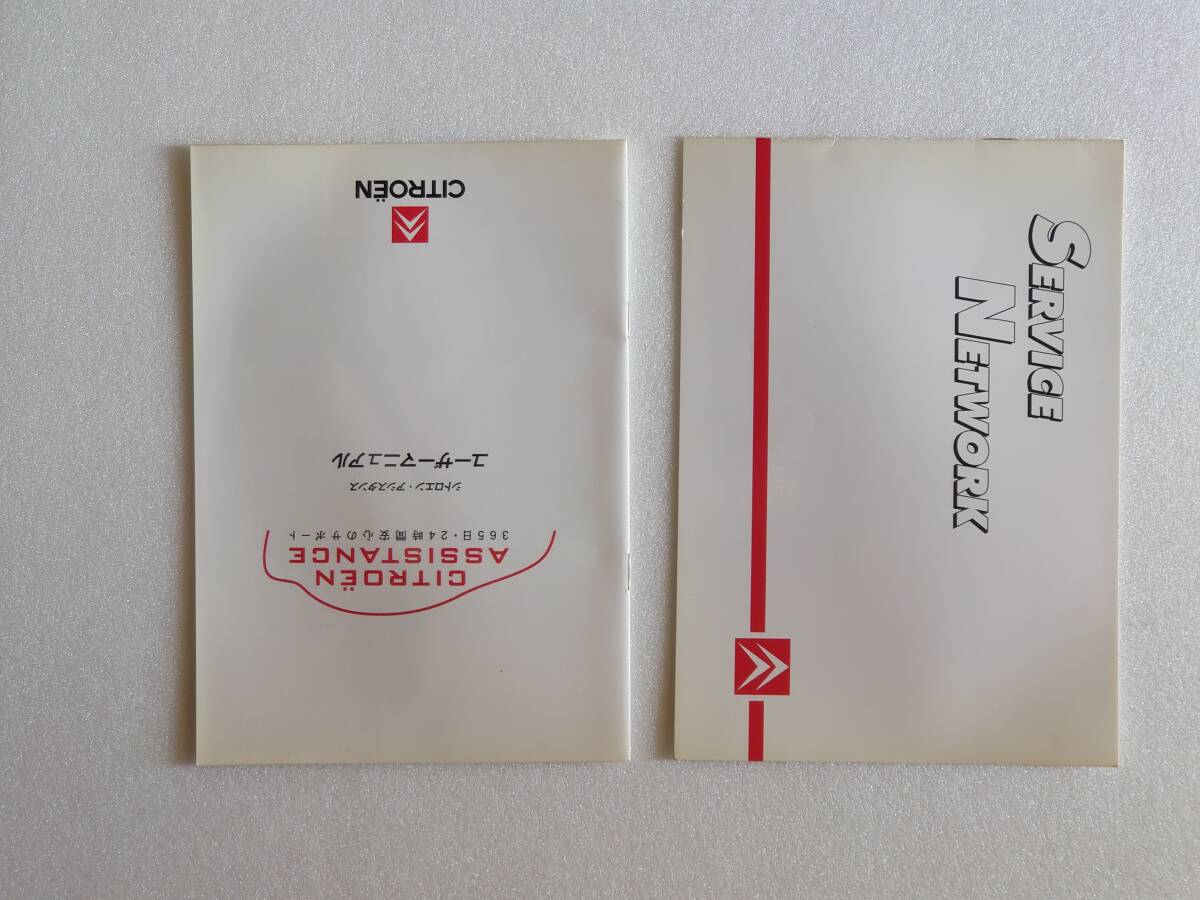 CITROËN
ASSISTANCE
365日・24時間安心のサポート
シトロエン・アシスタンス
ユーザーマニュアル
CITROËN
SERVICE
NETWORK